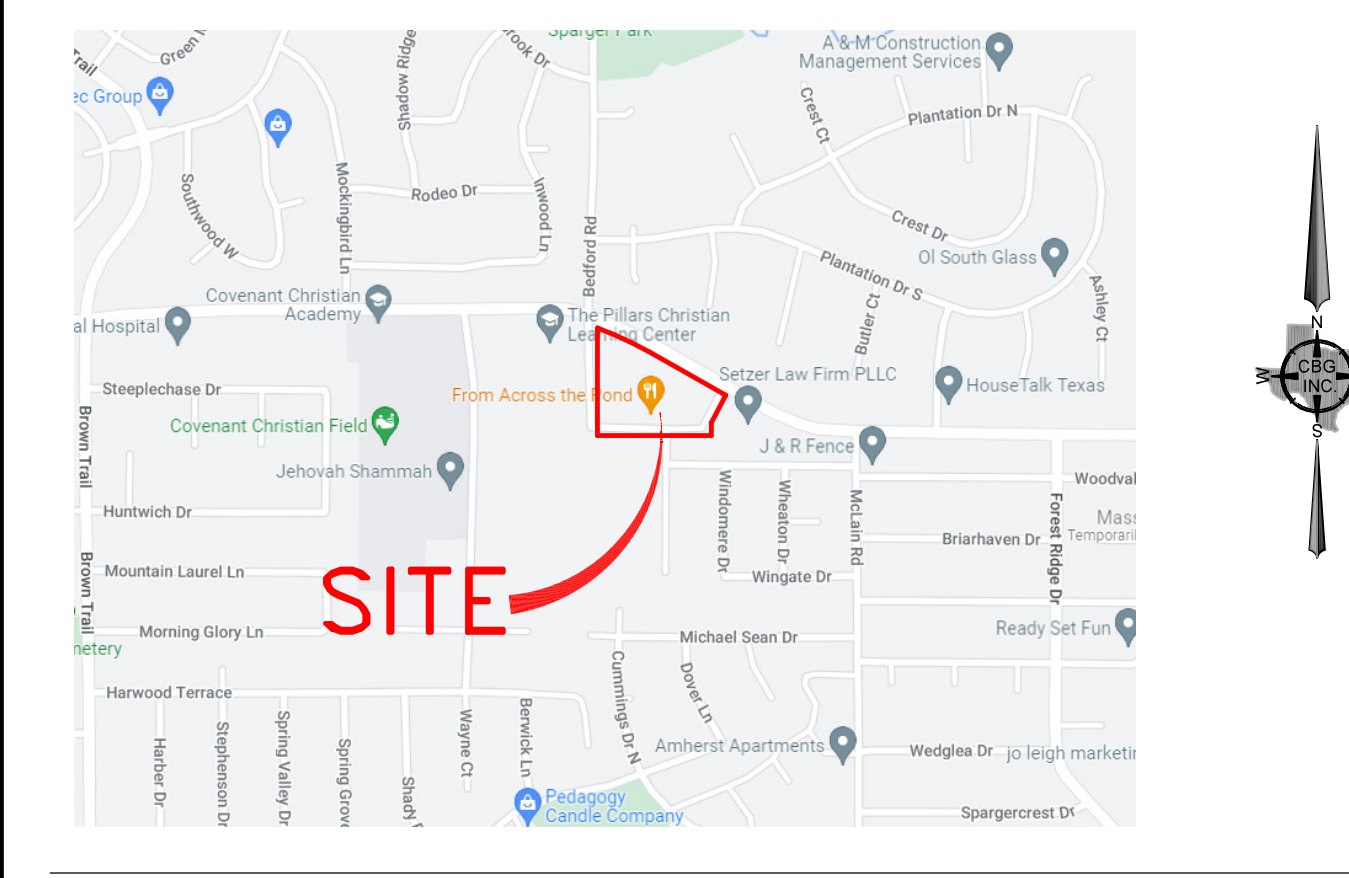 Sparger Park
A & M Construction
Management Services
Trail
Green
Shadow Ridge
ook Dr
ec Group
Crest Ct
Plantation Dr N
Mockingbird Ln
Southwood W
Rodeo Dr
Inwood Ln
Bedford Rd
Crest Dr
Plantation Dr S
Ol South Glass
Ashley Ct
Butler Ct
Covenant Christian
Academy
al Hospital
The Pillars Christian
Learning Center
N
CBG
INC.
W
S
Steeplechase Dr
From Across the Pond
Setzer Law Firm PLLC
HouseTalk Texas
Brown Trail
Covenant Christian Field
J & R Fence
Jehovah Shammah
Windomere Dr
Wheaton Dr
McLain Rd
Forest Ridge Dr
Woodval
Huntwich Dr
Mass
Temporaril
Briarhaven Dr
Brown Trail
Mountain Laurel Ln
Wingate Dr
SITE
Morning Glory Ln
Michael Sean Dr
Ready Set Fun
netery
Harwood Terrace
Cummings Dr N
Dover Ln
Harber Dr
Stephenson Dr
Spring Valley Dr
Spring Grove
Shady
Wayne Ct
Berwick Ln
Amherst Apartments
Wedglea Dr
jo leigh marketin
Pedagogy
Candle Company
Spargercrest Dr